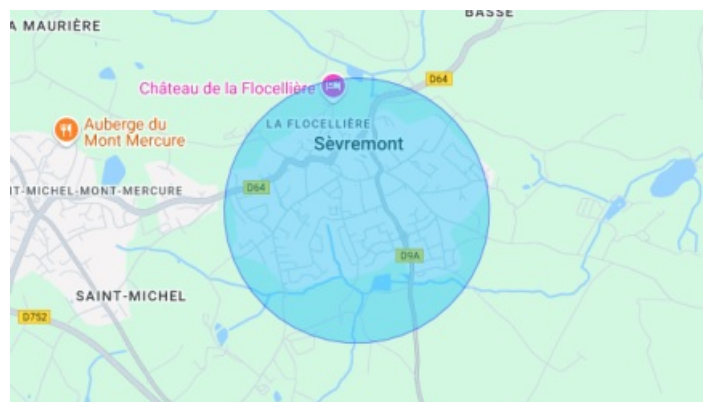 BASSE
A MAURIÈRE
D64
Château de la Flocellière
Auberge du
Mont Mercure
LA FLOCELLIÈRE
Sèvremont
NT-MICHEL-MONT-MERCURE
D64
D9A
SAINT-MICHEL
D752